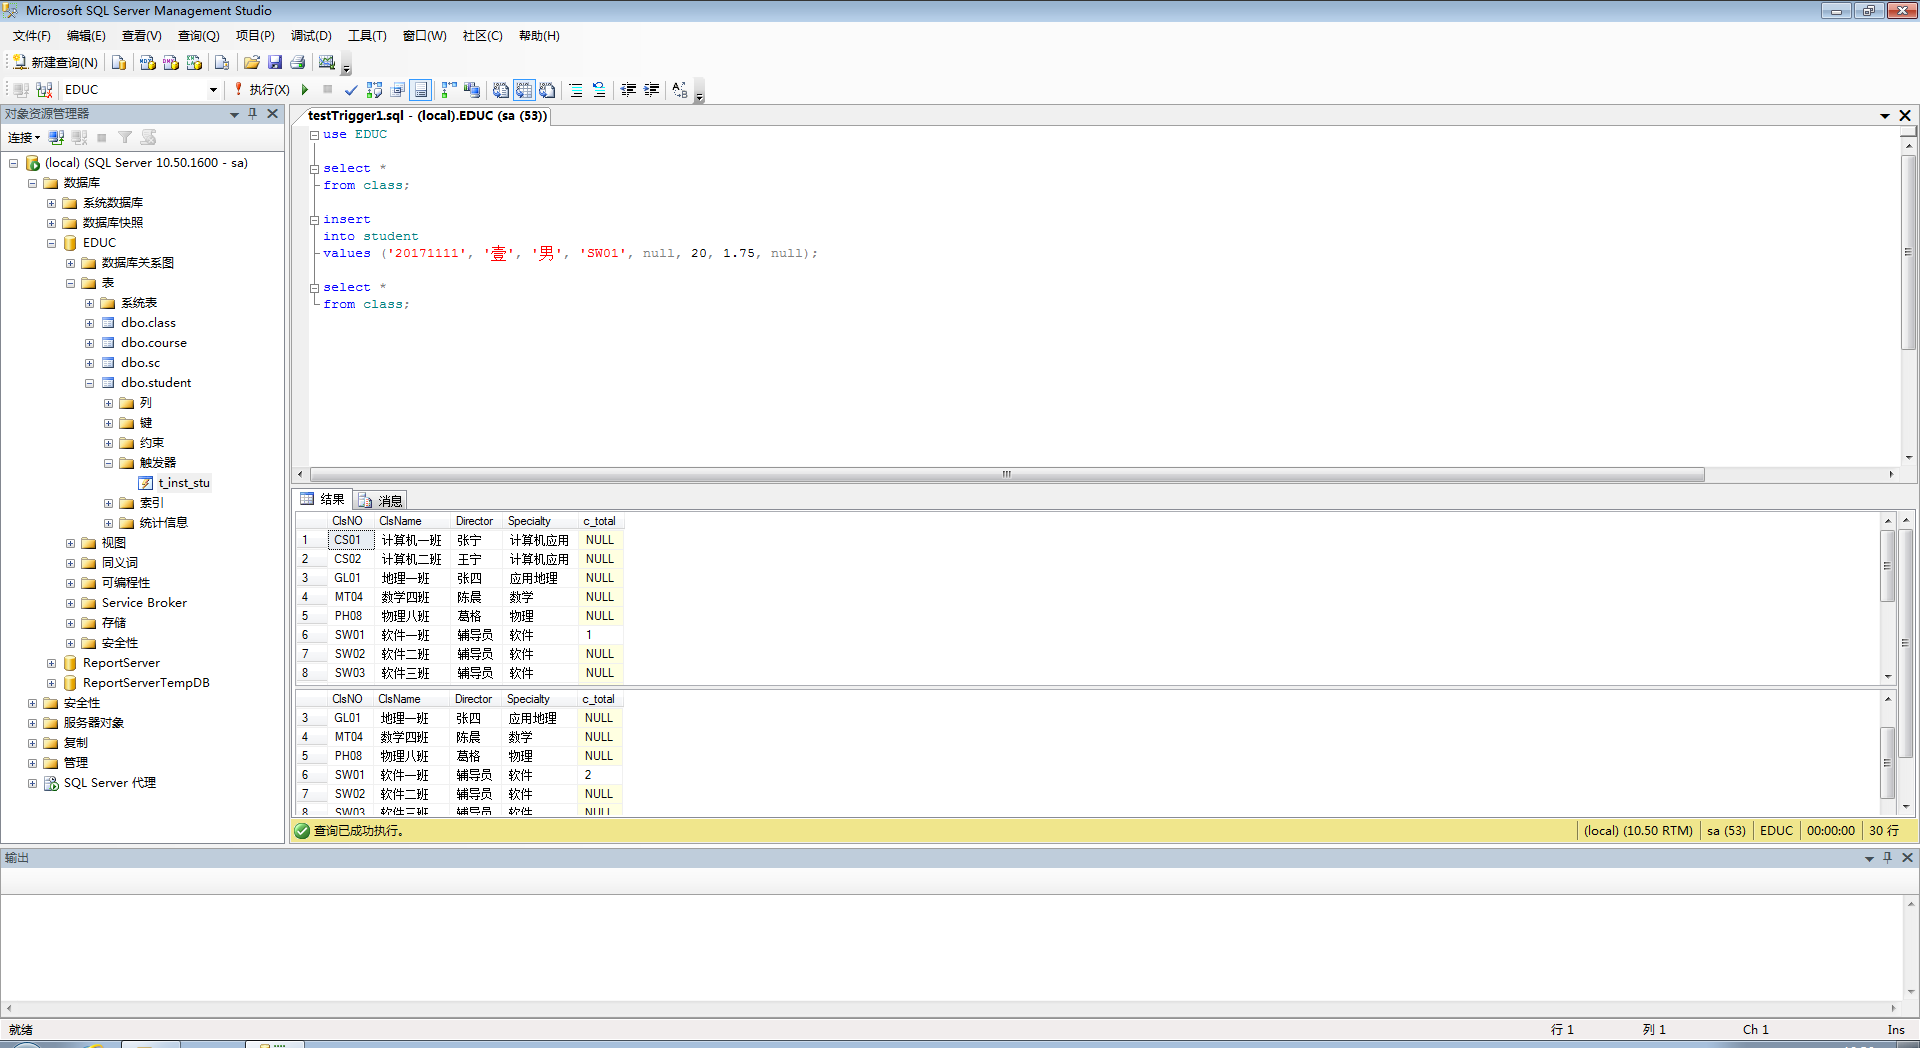 Microsoft SQL Server Management Studio
文件(F) 编辑(E) 查看(V) 查询(Q) 项目(P) 调试(D) 工具(T) 窗口(W) 社区(C) 帮助(H)
新建查询(N)
EDUC 执行(X)
对象资源管理器
连接
(local) (SQL Server 10.50.1600 - sa)
数据库
系统数据库
数据库快照
EDUC
数据库关系图
表
系统表
dbo.class
dbo.course
dbo.sc
dbo.student
列
键
约束
触发器
t_inst_stu
索引
统计信息
视图
同义词
可编程性
Service Broker
存储
安全性
ReportServer
ReportServerTempDB
安全性
服务器对象
复制
管理
SQL Server 代理
testTrigger1.sql - (local).EDUC (sa (53))
use EDUC
select *
from class;
insert
into student
values ('20171111', '壹', '男', 'SW01', null, 20, 1.75, null);
select *
from class;
结果 消息
ClsNO ClsName Director Specialty c_total
1 CS01 计算机一班 张宁 计算机应用 NULL
2 CS02 计算机二班 王宁 计算机应用 NULL
3 GL01 地理一班 张四 应用地理 NULL
4 MT04 数学四班 陈晨 数学 NULL
5 PH08 物理八班 葛格 物理 NULL
6 SW01 软件一班 辅导员 软件 1
7 SW02 软件二班 辅导员 软件 NULL
8 SW03 软件三班 辅导员 软件 NULL
ClsNO ClsName Director Specialty c_total
3 GL01 地理一班 张四 应用地理 NULL
4 MT04 数学四班 陈晨 数学 NULL
5 PH08 物理八班 葛格 物理 NULL
6 SW01 软件一班 辅导员 软件 2
7 SW02 软件二班 辅导员 软件 NULL
8 SW03 软件三班 辅导员 软件 NULL
查询已成功执行。 (local) (10.50 RTM) sa (53) EDUC 00:00:00 30 行
输出
就绪 行 1 列 1 Ch 1 Ins